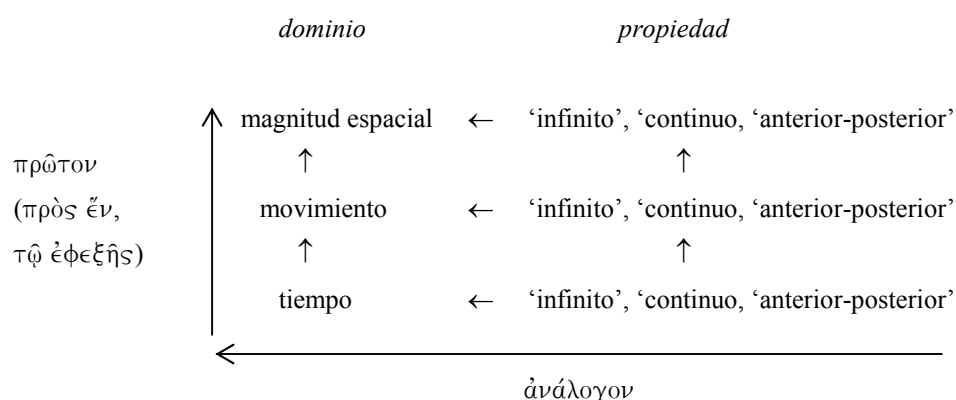 dominio propiedad
magnitud espacial ← ‘infinito’, ‘continuo, ‘anterior-posterior’
↑ ↑
πρῶτον
(πρὸς ἕν, movimiento ← ‘infinito’, ‘continuo, ‘anterior-posterior’
τῷ ἐφεξῆς) ↑ ↑
tiempo ← ‘infinito’, ‘continuo, ‘anterior-posterior’
ἀνάλογον